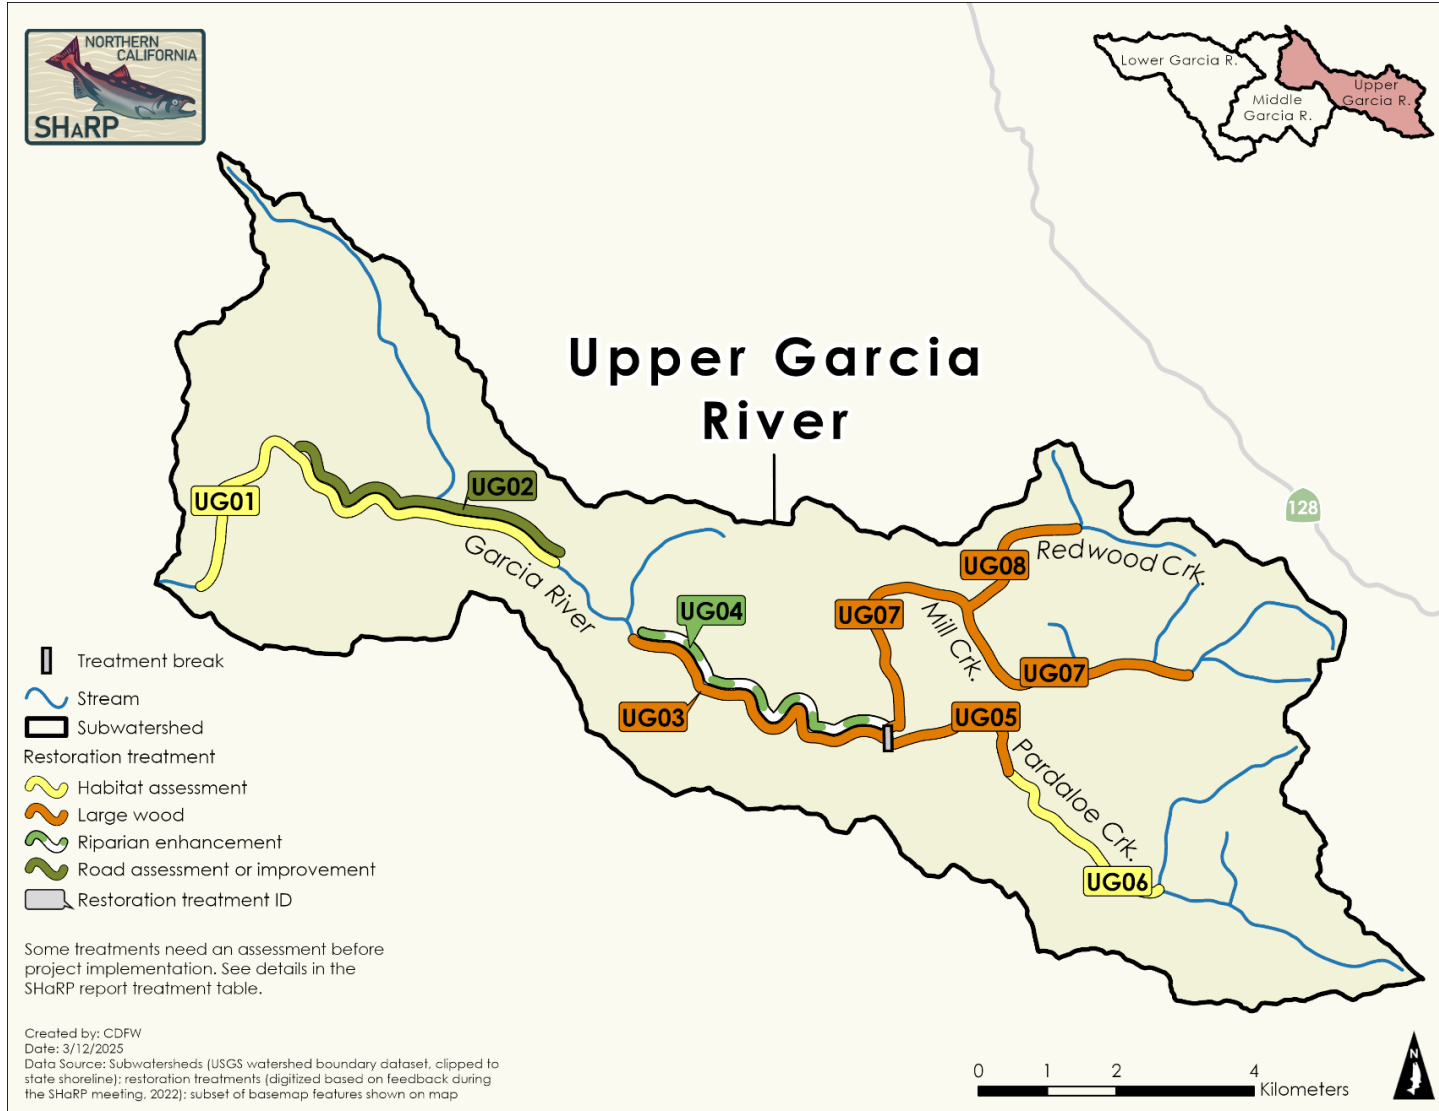 NORTHERN
CALIFORNIA
SHaRP
Lower Garcia R.
Middle
Garcia R.
Upper
Garcia R.
Upper Garcia
River
128
UG01
UG02
Garcia River
UG04
UG03
UG07
Mill Crk.
UG08
Redwood Crk.
UG07
UG05
Pardaloe Crk.
UG06
Treatment break
Stream
Subwatershed
Restoration treatment
Habitat assessment
Large wood
Riparian enhancement
Road assessment or improvement
Restoration treatment ID
Some treatments need an assessment before
project implementation. See details in the
SHaRP report treatment table.
Created by: CDFW
Date: 3/12/2025
Data Source: Subwatersheds (USGS watershed boundary dataset, clipped to
state shoreline); restoration treatments (digitized based on feedback during
the SHaRP meeting, 2022); subset of basemap features shown on map
0 1 2 4
Kilometers
N